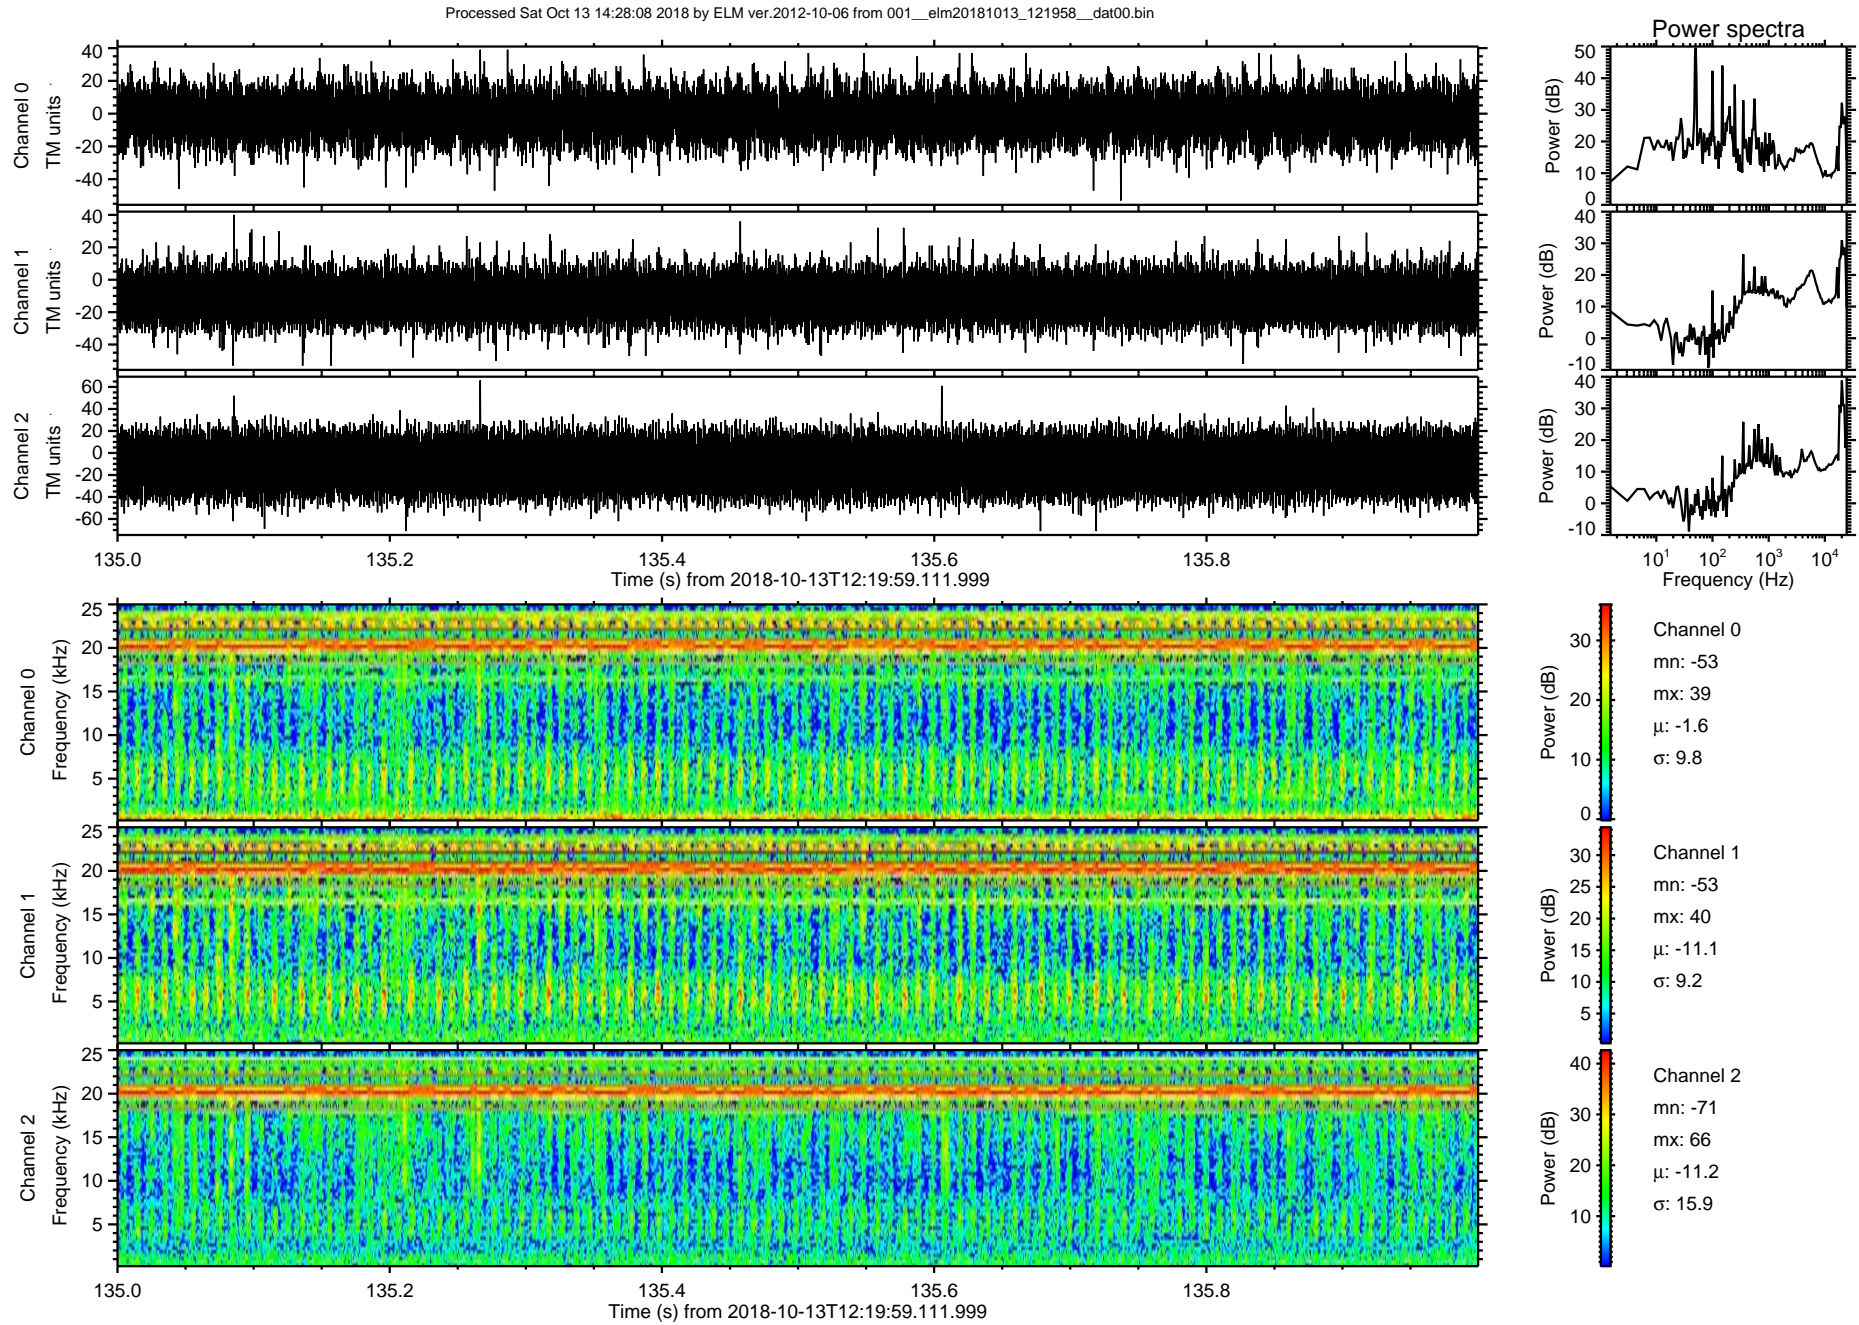 Processed Sat Oct 13 14:28:08 2018 by ELM ver.2012-10-06 from 001__elm20181013_121958__dat00.bin
Power spectra
Channel 0
TM units
40
20
0
-20
-40
Power (dB)
50
40
30
20
10
0
Channel 1
TM units
40
20
0
-20
-40
Power (dB)
40
30
20
10
0
-10
Channel 2
TM units
60
40
20
0
-20
-40
-60
Power (dB)
40
30
20
10
0
-10
135.0 135.2 135.4 135.6 135.8
Time (s) from 2018-10-13T12:19:59.111.999
10^1 10^2 10^3 10^4
Frequency (Hz)
Channel 0
Frequency (kHz)
25
20
15
10
5
Power (dB)
30
20
10
0
Channel 0
mn: -53
mx: 39
μ: -1.6
σ: 9.8
Channel 1
Frequency (kHz)
25
20
15
10
5
Power (dB)
30
25
20
15
10
5
Channel 1
mn: -53
mx: 40
μ: -11.1
σ: 9.2
Channel 2
Frequency (kHz)
25
20
15
10
5
Power (dB)
40
30
20
10
Channel 2
mn: -71
mx: 66
μ: -11.2
σ: 15.9
135.0 135.2 135.4 135.6 135.8
Time (s) from 2018-10-13T12:19:59.111.999